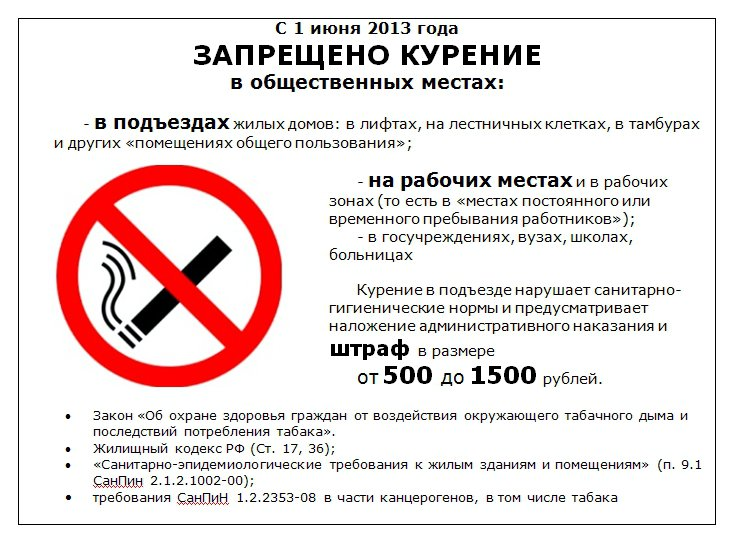 С 1 июня 2013 года
ЗАПРЕЩЕНО КУРЕНИЕ
в общественных местах:
- в подъездах жилых домов: в лифтах, на лестничных клетках, в тамбурах
и других «помещениях общего пользования»;
- на рабочих местах и в рабочих
зонах (то есть в «местах постоянного или
временного пребывания работников»);
- в госучреждениях, вузах, школах,
больницах
Курение в подъезде нарушает санитарно-
гигиенические нормы и предусматривает
наложение административного наказания и
штраф в размере
от 500 до 1500 рублей.
• Закон «Об охране здоровья граждан от воздействия окружающего табачного дыма и
последствий потребления табака».
• Жилищный кодекс РФ (Ст. 17, 36);
• «Санитарно-эпидемиологические требования к жилым зданиям и помещениям» (п. 9.1
СанПин 2.1.2.1002-00);
• требования СанПиН 1.2.2353-08 в части канцерогенов, в том числе табака